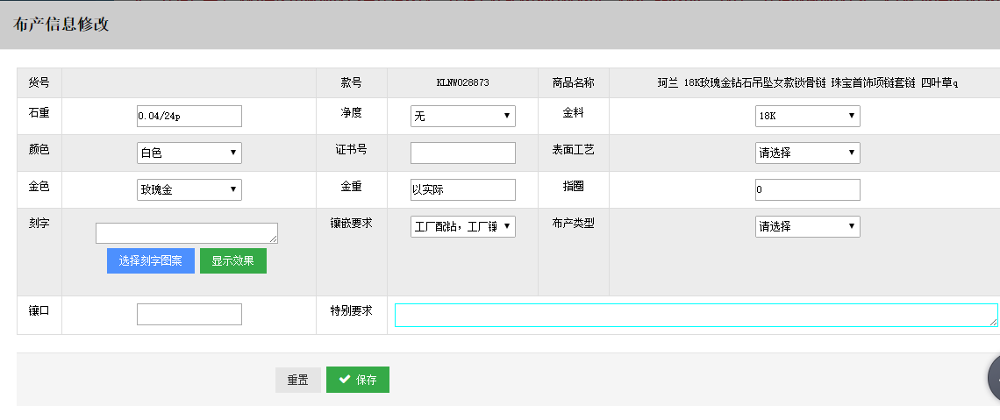 布产信息修改
货号 款号 KLNW028873 商品名称 珂兰 18K玫瑰金钻石吊坠女款锁骨链 珠宝首饰项链套链 四叶草q
石重 0.04/24p 净度 无 金料 18K
颜色 白色 证书号 表面工艺 请选择
金色 玫瑰金 金重 以实际 指圈 0
刻字 镶嵌要求 工厂配钻，工厂镶 布产类型 请选择
选择刻字图案 显示效果
镶口 特别要求
重置 保存